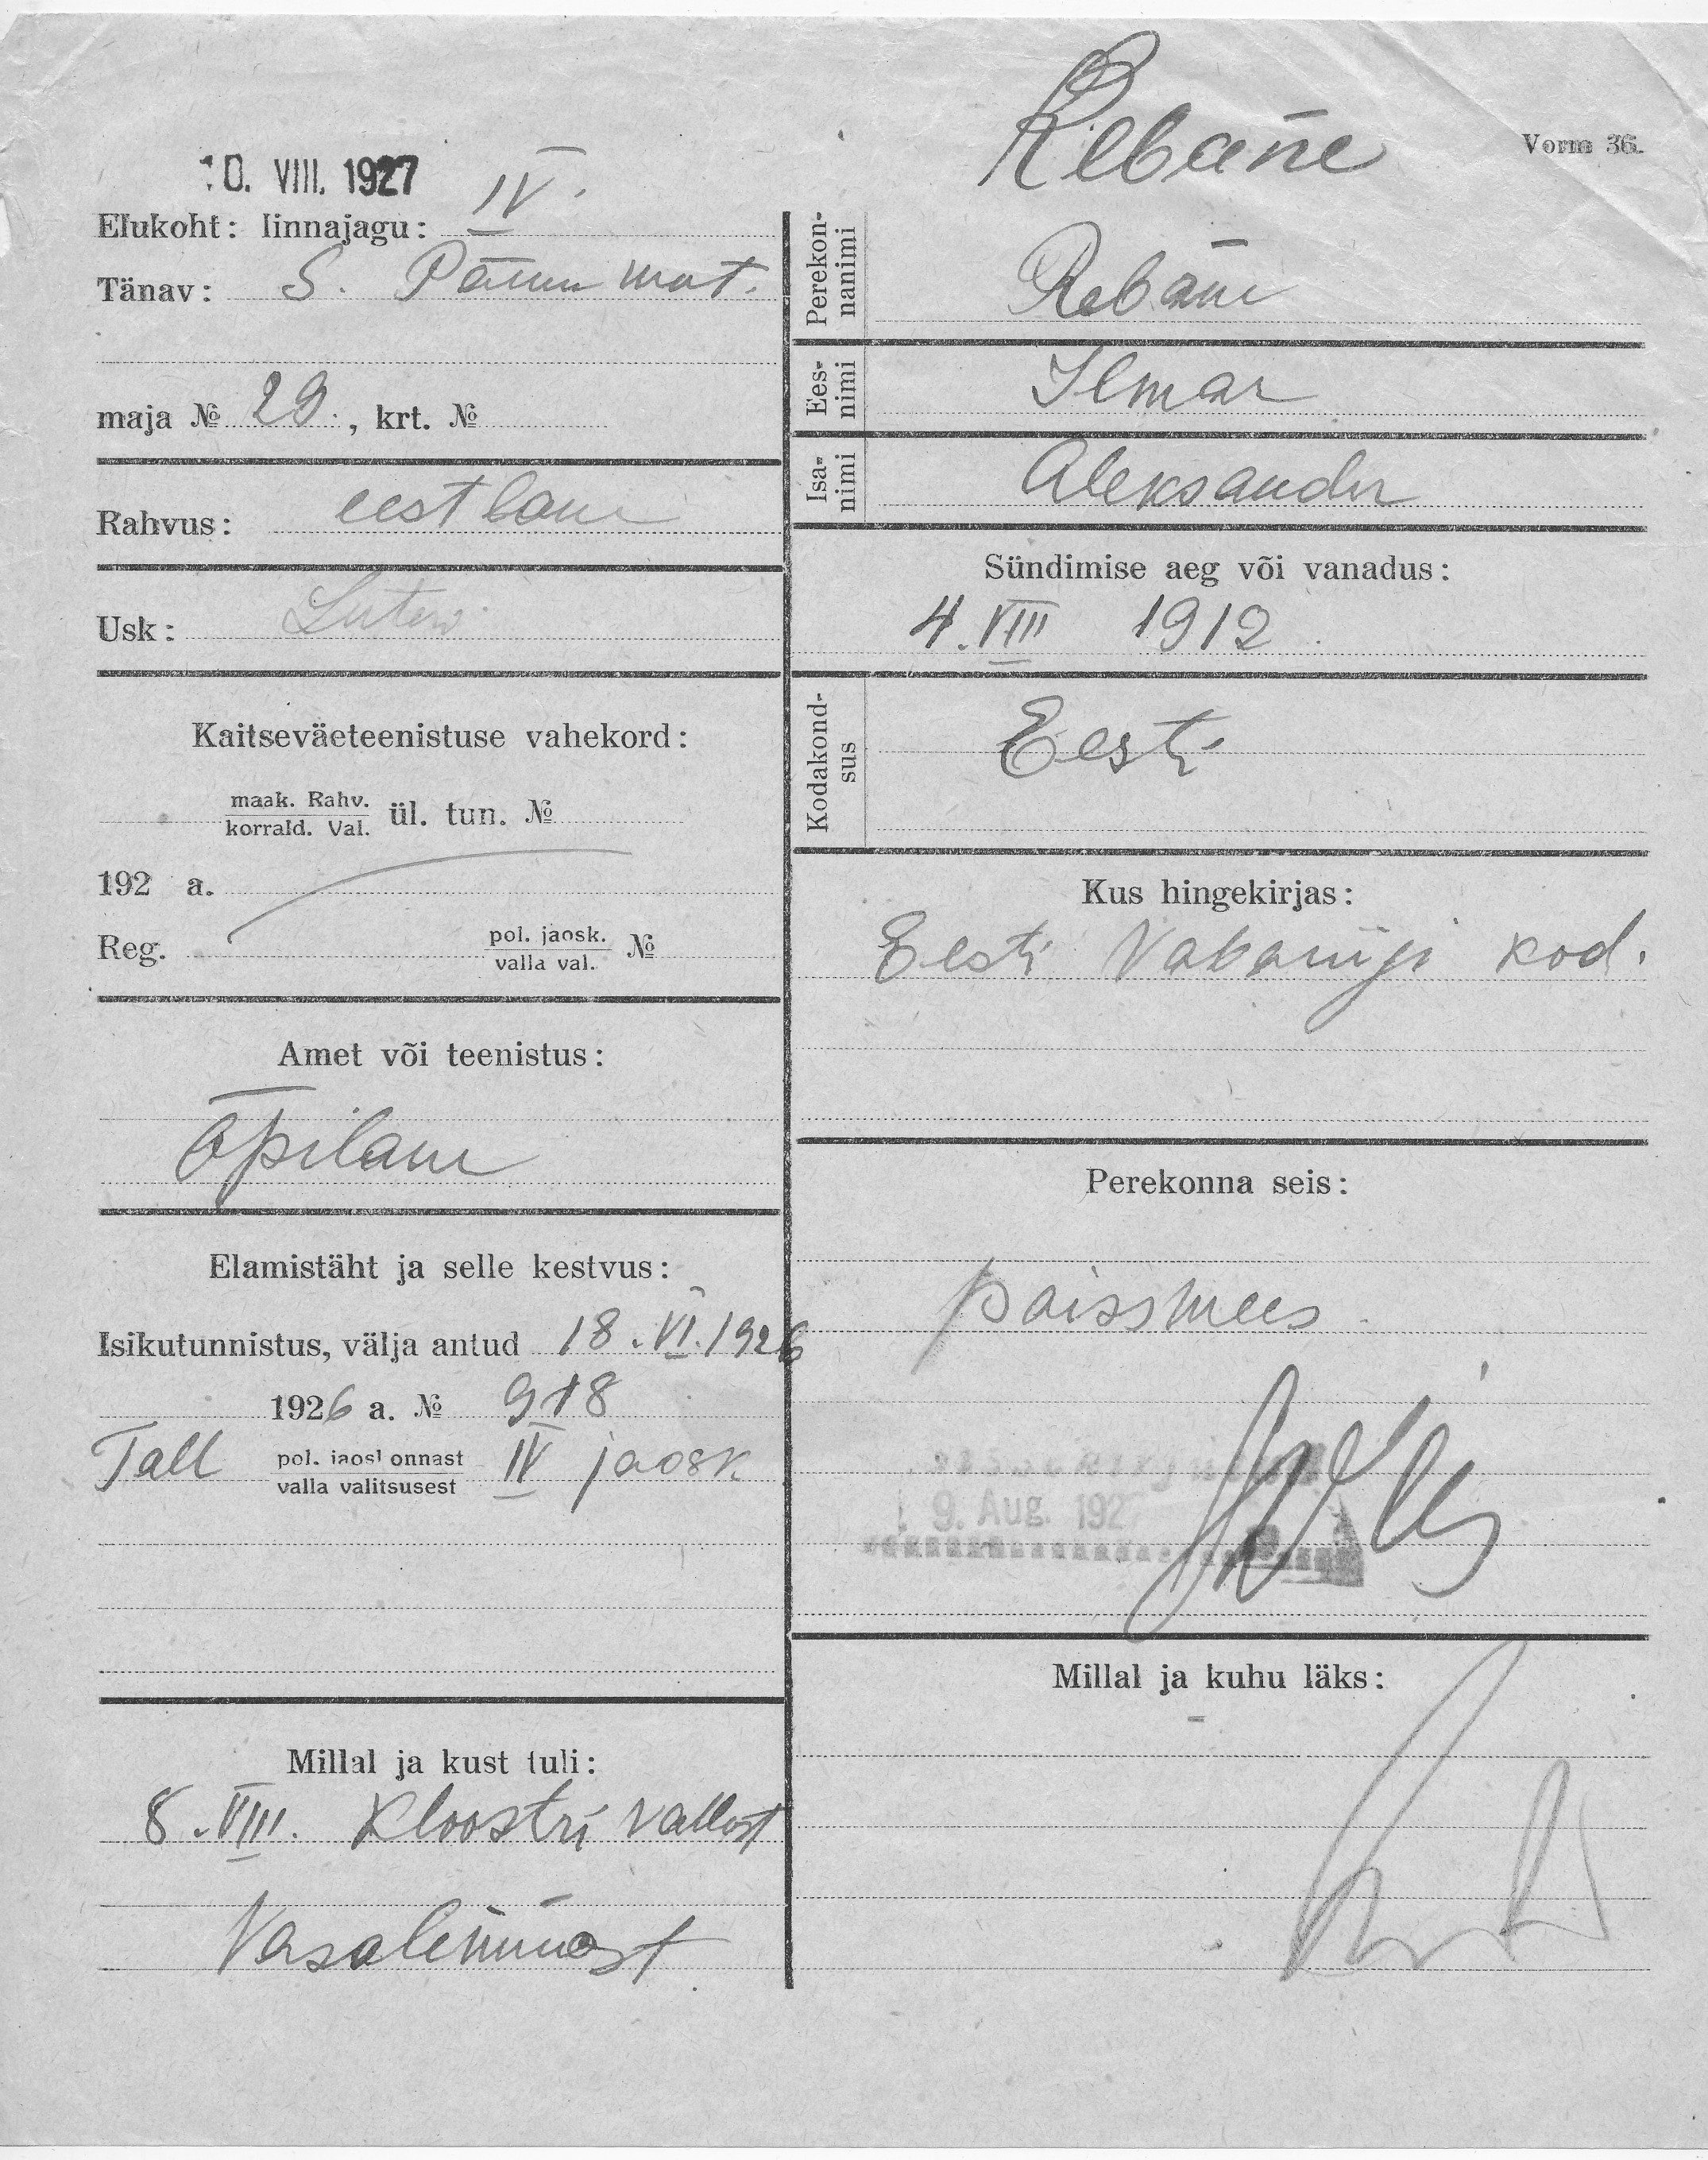 Rebane
Vorm 36.
10. VIII. 1927
Elukoht: linnajagu: IV.
Tänav: S. Pärnu mnt.
maja № 29., krt. №
Rahvus: eestlane
Usk: Luteri
Kaitseväeteenistuse vahekord:
maak. Rahv.
korrald. Val. ül. tun. №
192 a.
Reg. pol. jaosk. №
valla val.
Amet või teenistus:
õpilane
Elamistäht ja selle kestvus:
Isikutunnistus, välja antud 18.VI.1926
1926 a. № 918
Tall pol. jaoskonnast IV jaosk
valla valitsusest
Millal ja kust tuli:
8.VIII. Kloostri vallast
Vasalemmast
Perekonnanimi Rebane
Eesnimi Ilmar
Isanimi Aleksander
Sündimise aeg või vanadus:
4.VIII 1912
Kodakondsus Eesti
Kus hingekirjas:
Eesti Vabariigi kod.
Perekonna seis:
poissmees
9. Aug. 192
Millal ja kuhu läks: